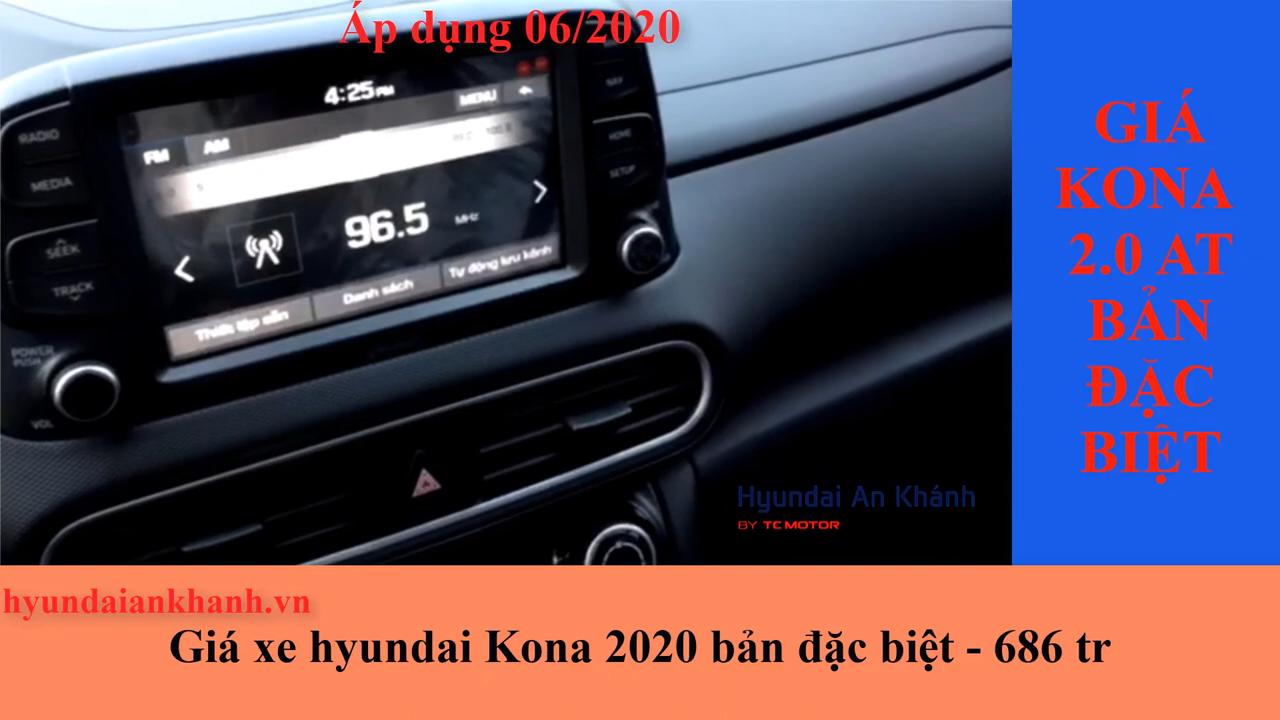 Áp dụng 06/2020
4:25 PM
MENU
FM AM
96.5 MHz
Thiết lập sẵn Danh sách Tự động lưu kênh
RADIO
MEDIA
SEEK
TRACK
POWER
PUSH
VOL
NAV
HOME
SETUP
GIÁ
KONA
2.0 AT
BẢN
ĐẶC
BIỆT
Hyundai An Khánh
BY TC MOTOR
hyundaiankhanh.vn
Giá xe hyundai Kona 2020 bản đặc biệt - 686 tr